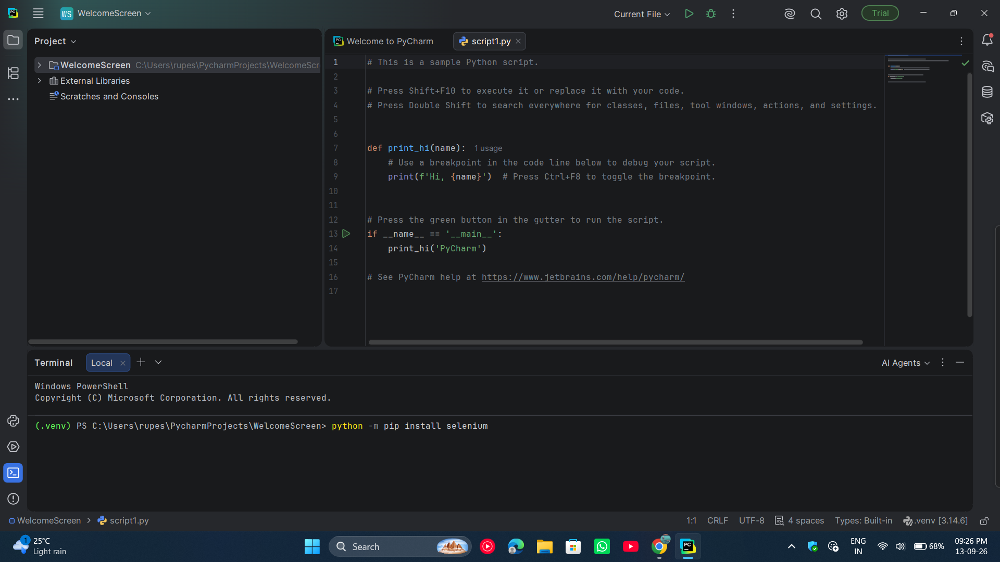 PC
WS WelcomeScreen
Current File
Trial
Project
WelcomeScreen C:\Users\rupes\PycharmProjects\WelcomeScre
External Libraries
Scratches and Consoles
Welcome to PyCharm
script1.py
1 # This is a sample Python script.
2
3 # Press Shift+F10 to execute it or replace it with your code.
4 # Press Double Shift to search everywhere for classes, files, tool windows, actions, and settings.
5
6
7 def print_hi(name): 1 usage
8     # Use a breakpoint in the code line below to debug your script.
9     print(f'Hi, {name}')  # Press Ctrl+F8 to toggle the breakpoint.
10
11
12 # Press the green button in the gutter to run the script.
13 if __name__ == '__main__':
14     print_hi('PyCharm')
15
16 # See PyCharm help at https://www.jetbrains.com/help/pycharm/
17
Terminal
Local
AI Agents
Windows PowerShell
Copyright (C) Microsoft Corporation. All rights reserved.
(.venv) PS C:\Users\rupes\PycharmProjects\WelcomeScreen> python -m pip install selenium
WelcomeScreen > script1.py
1:1 CRLF UTF-8 4 spaces Types: Built-in .venv [3.14.6]
1
25°C
Light rain
Search
PC
ENG
IN
68%
09:26 PM
13-09-26